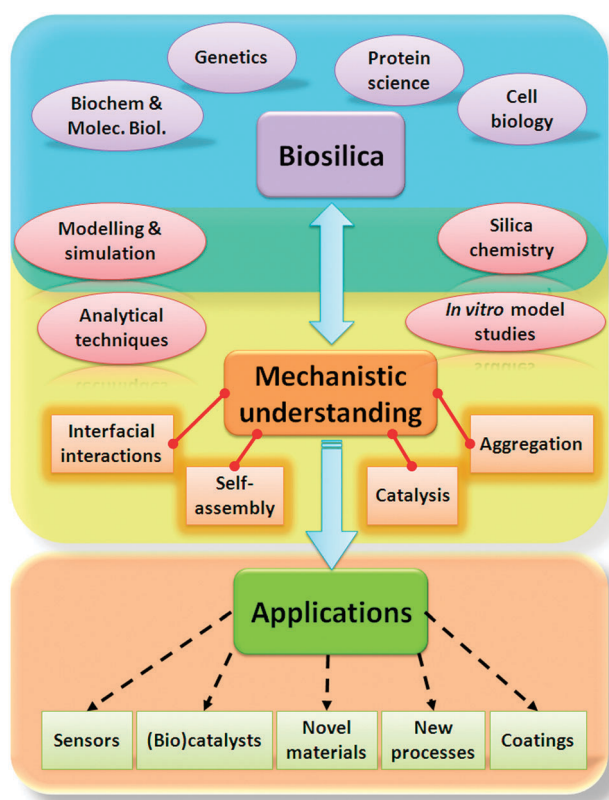 Genetics
Protein
science
Biochem &
Molec. Biol.
Cell
biology
Biosilica
Modelling &
simulation
Silica
chemistry
Analytical
techniques
In vitro model
studies
Mechanistic
understanding
Interfacial
interactions
Aggregation
Self-
assembly
Catalysis
Applications
Sensors
(Bio)catalysts
Novel
materials
New
processes
Coatings